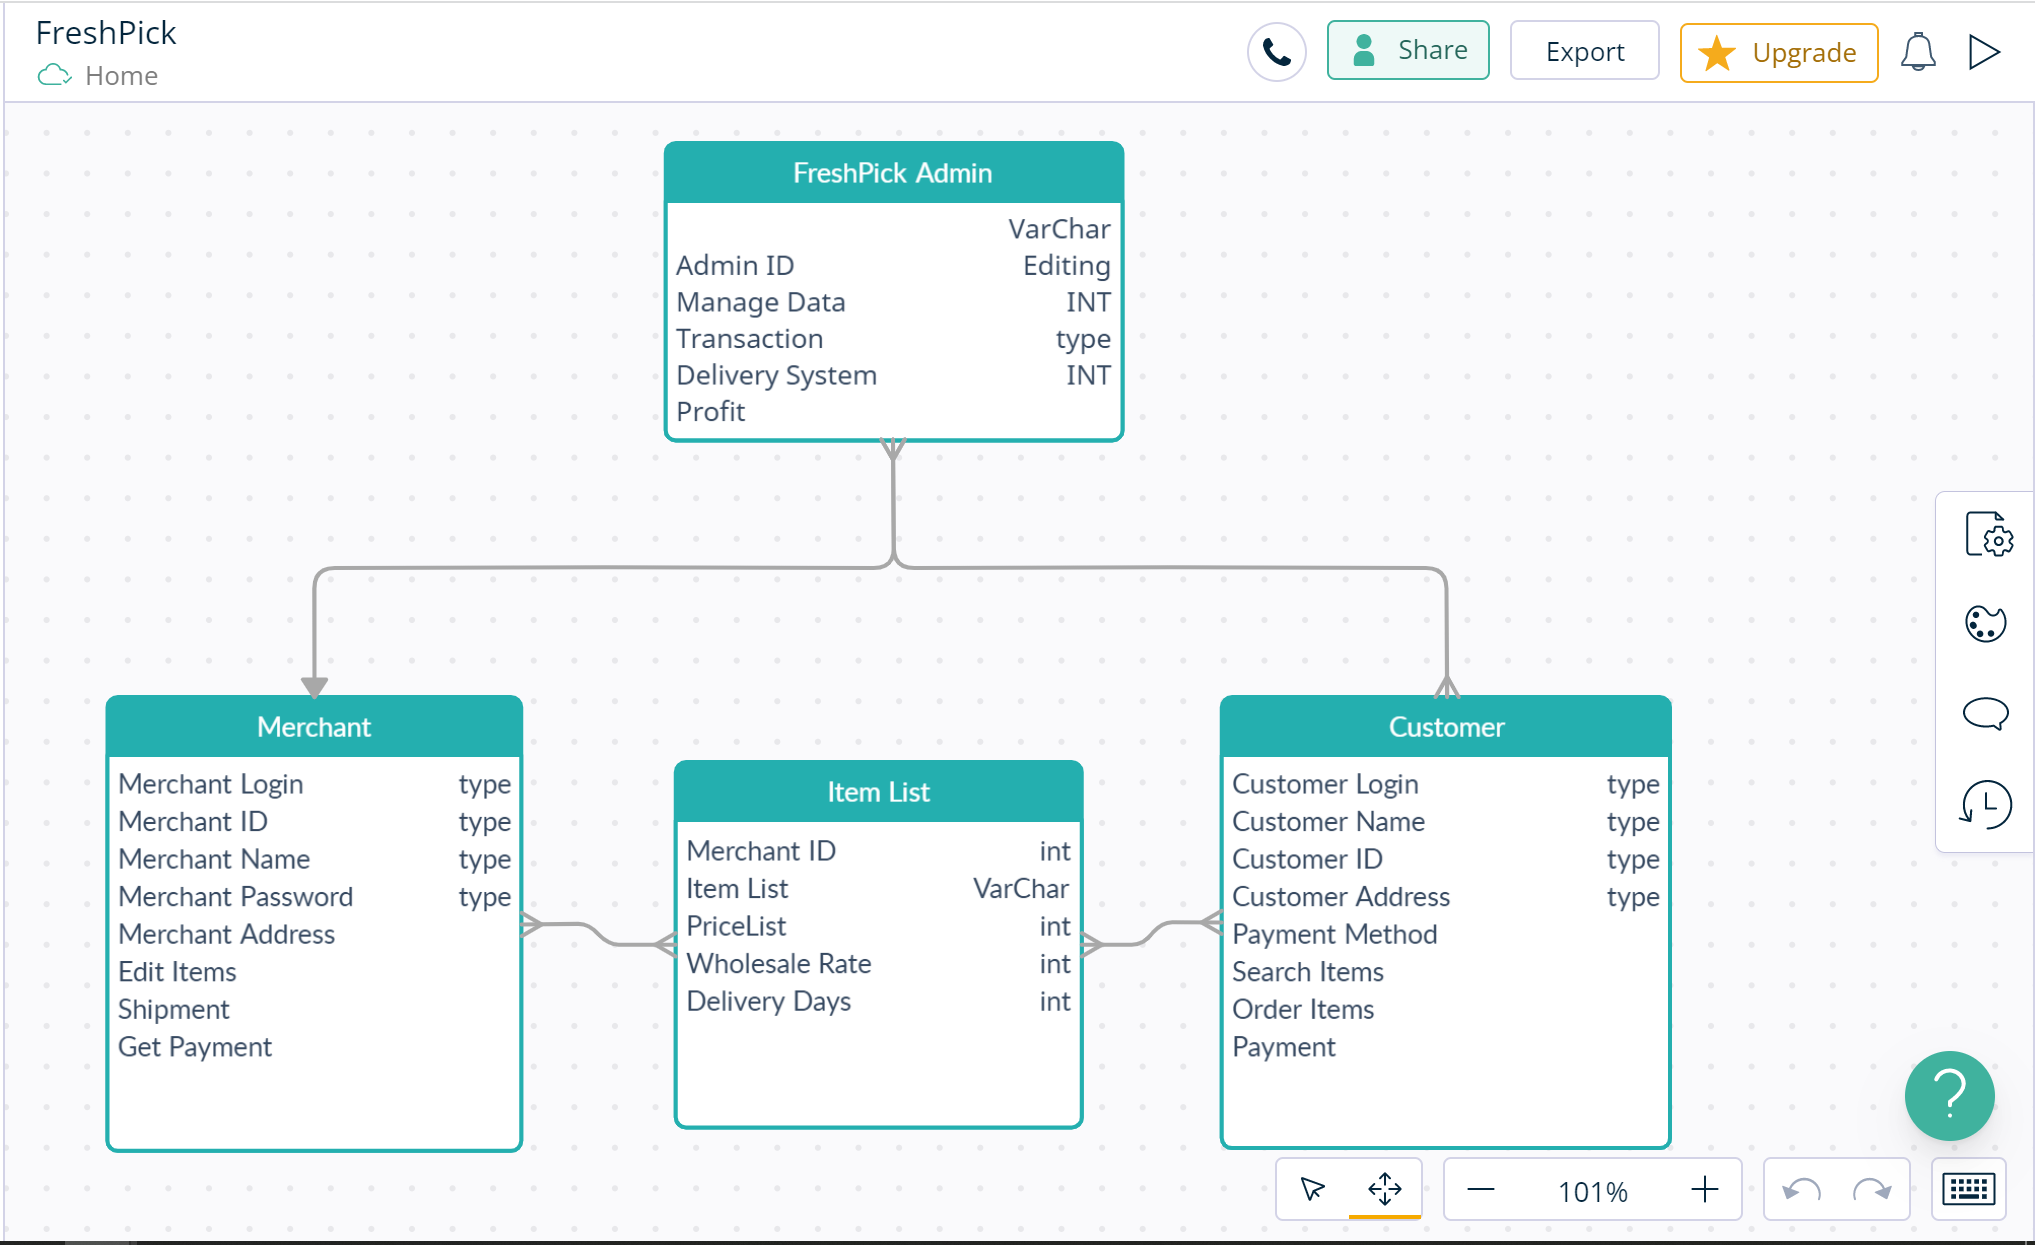 FreshPick
Home
Share
Export
Upgrade
FreshPick Admin
VarChar
Admin ID Editing
Manage Data INT
Transaction type
Delivery System INT
Profit
Merchant
Merchant Login type
Merchant ID type
Merchant Name type
Merchant Password type
Merchant Address
Edit Items
Shipment
Get Payment
Item List
Merchant ID int
Item List VarChar
PriceList int
Wholesale Rate int
Delivery Days int
Customer
Customer Login type
Customer Name type
Customer ID type
Customer Address type
Payment Method
Search Items
Order Items
Payment
?
101%